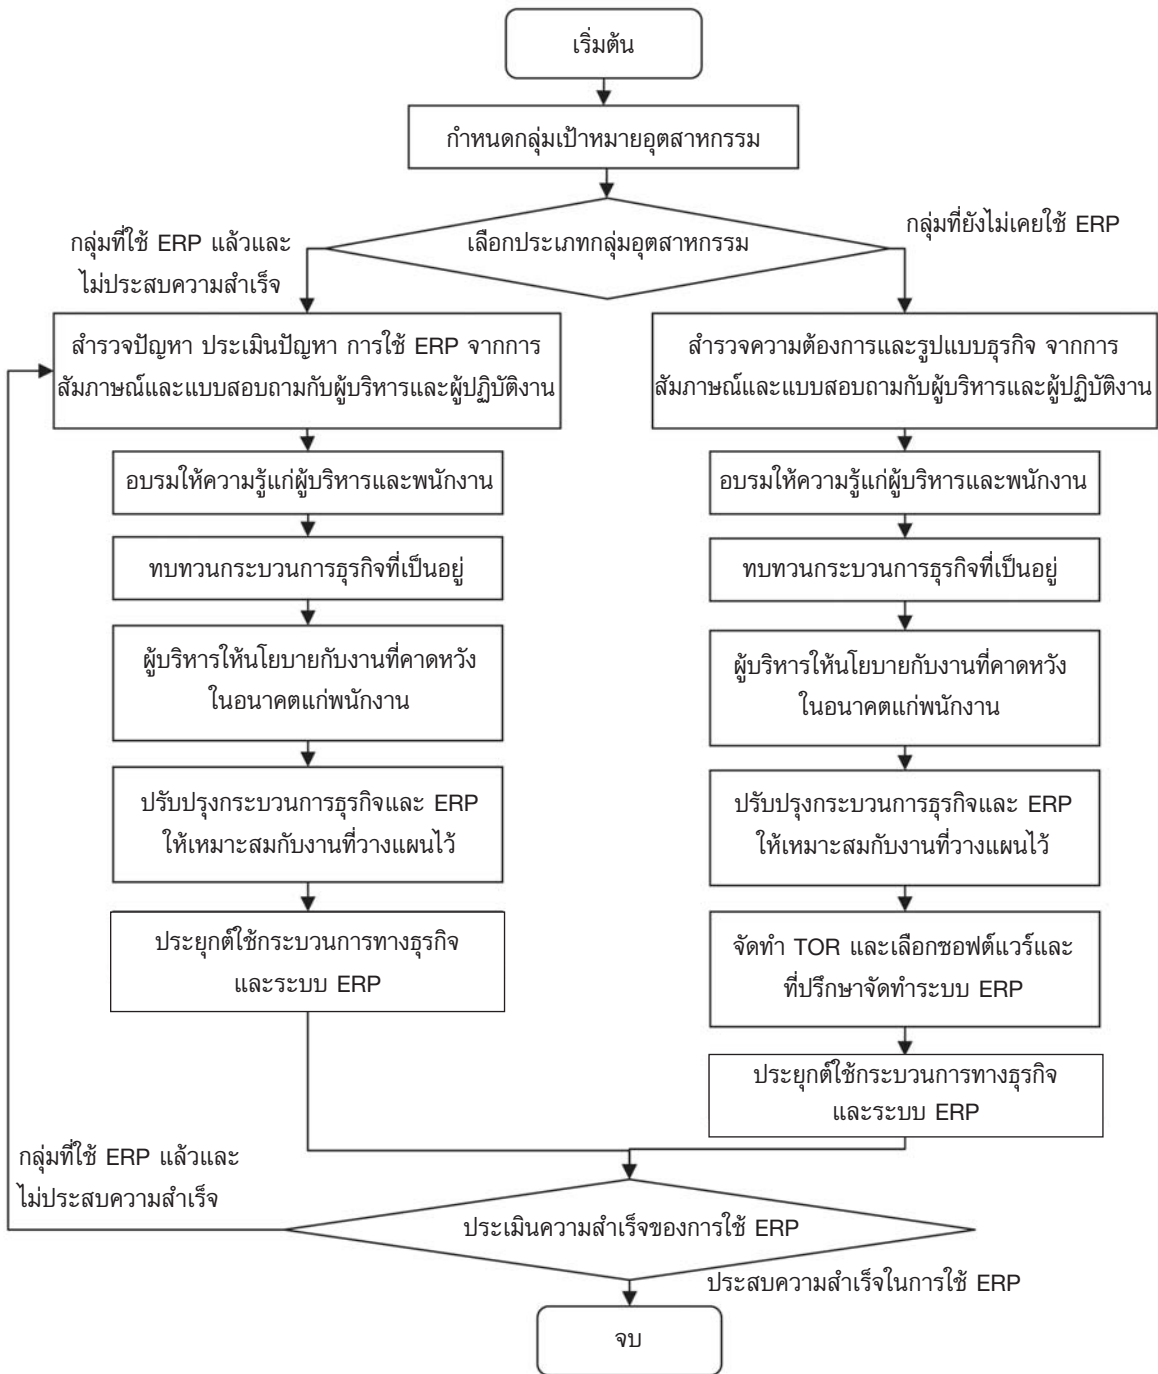 เริ่มต้น
กำหนดกลุ่มเป้าหมายอุตสาหกรรม
เลือกประเภทกลุ่มอุตสาหกรรม
กลุ่มที่ใช้ ERP แล้วและ
ไม่ประสบความสำเร็จ
กลุ่มที่ยังไม่เคยใช้ ERP
สำรวจปัญหา ประเมินปัญหา การใช้ ERP จากการ
สัมภาษณ์และแบบสอบถามกับผู้บริหารและผู้ปฏิบัติงาน
อบรมให้ความรู้แก่ผู้บริหารและพนักงาน
ทบทวนกระบวนการธุรกิจที่เป็นอยู่
ผู้บริหารให้นโยบายกับงานที่คาดหวัง
ในอนาคตแก่พนักงาน
ปรับปรุงกระบวนการธุรกิจและ ERP
ให้เหมาะสมกับงานที่วางแผนไว้
ประยุกต์ใช้กระบวนการทางธุรกิจ
และระบบ ERP
สำรวจความต้องการและรูปแบบธุรกิจ จากการ
สัมภาษณ์และแบบสอบถามกับผู้บริหารและผู้ปฏิบัติงาน
อบรมให้ความรู้แก่ผู้บริหารและพนักงาน
ทบทวนกระบวนการธุรกิจที่เป็นอยู่
ผู้บริหารให้นโยบายกับงานที่คาดหวัง
ในอนาคตแก่พนักงาน
ปรับปรุงกระบวนการธุรกิจและ ERP
ให้เหมาะสมกับงานที่วางแผนไว้
จัดทำ TOR และเลือกซอฟต์แวร์และ
ที่ปรึกษาจัดทำระบบ ERP
ประยุกต์ใช้กระบวนการทางธุรกิจ
และระบบ ERP
กลุ่มที่ใช้ ERP แล้วและ
ไม่ประสบความสำเร็จ
ประเมินความสำเร็จของการใช้ ERP
ประสบความสำเร็จในการใช้ ERP
จบ